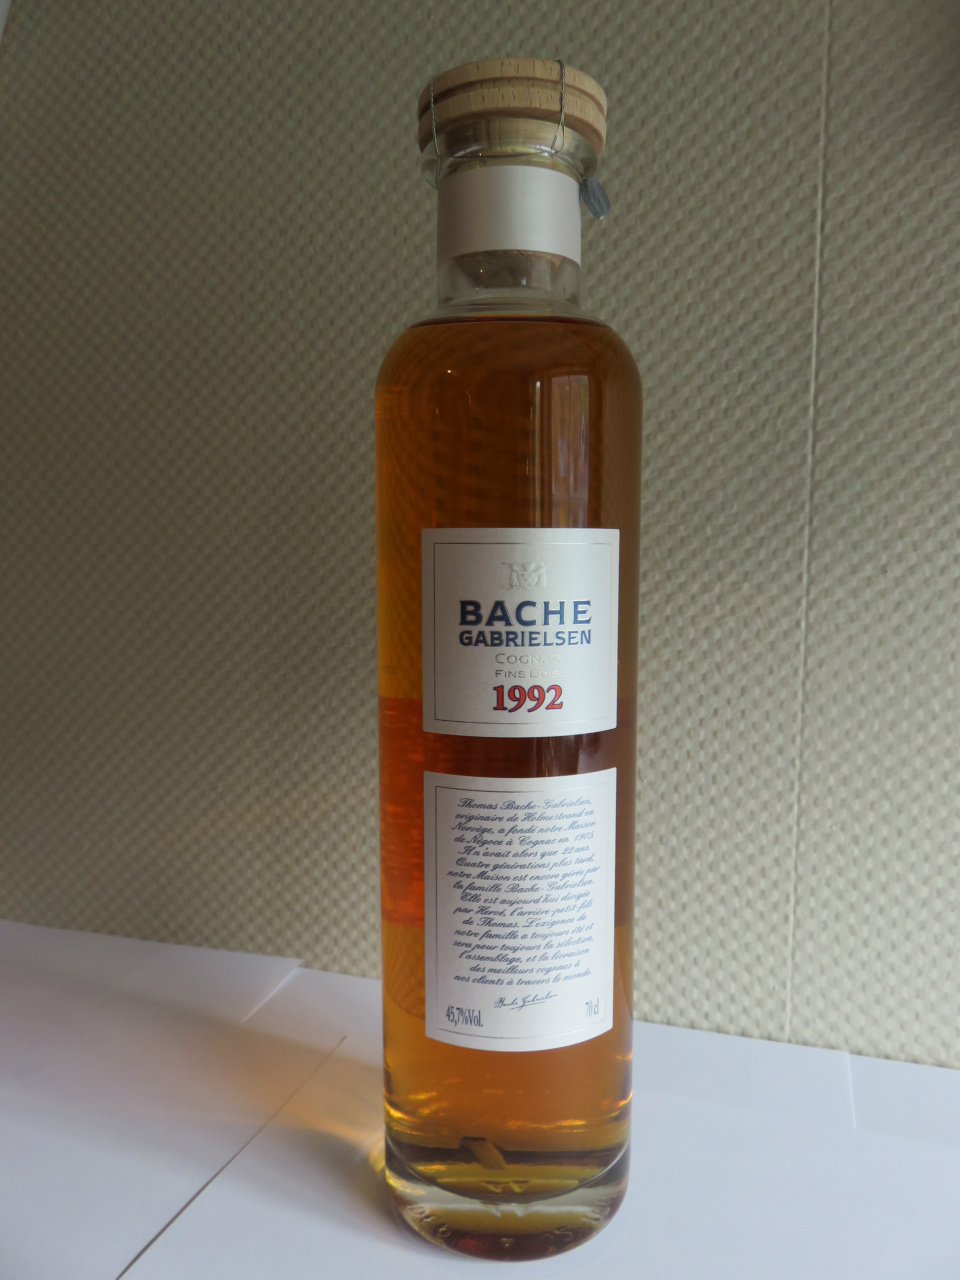 BACHE
GABRIELSEN
COGNAC
FINS BOIS
1992
Thomas Bache-Gabrielsen,
originaire de Holmestrand en
Norvège, a fondé notre Maison
de Négoce à Cognac en 1905
Il n'avait alors que 22 ans.
Quatre générations plus tard,
notre Maison est encore gérée par
la famille Bache-Gabrielsen.
Elle est aujourd'hui dirigée
par Hervé, l'arrière-petit-fils
de Thomas. L'exigence de
notre famille a toujours été et
sera pour toujours la sélection,
l'assemblage, et la livraison
des meilleurs cognacs à
nos clients à travers le monde.
Bache Gabrielsen
45,7%Vol. 70 cl